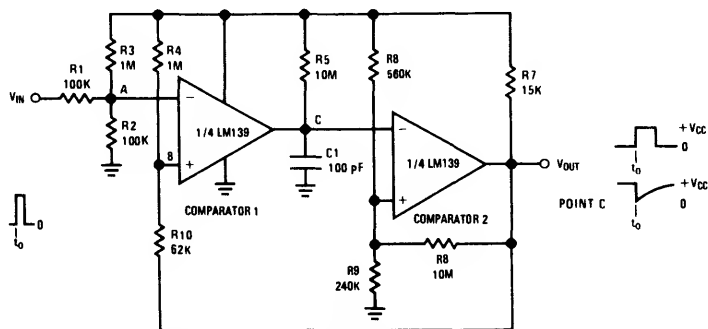 R3
1M
R4
1M
R5
10M
R8
560K
R7
15K
R1
100K
VIN
A
R2
100K
−
1/4 LM139
+
B
C
C1
100 pF
−
1/4 LM139
+
VOUT
COMPARATOR 1
COMPARATOR 2
R10
62K
R8
10M
R9
240K
0
t0
+VCC
0
t0
POINT C
+VCC
0
t0